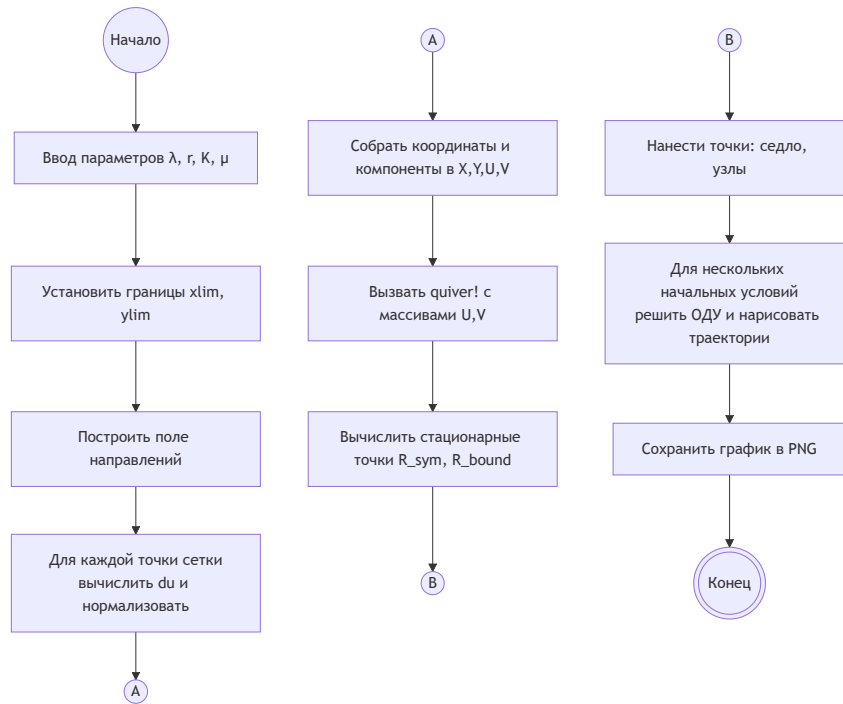 Начало
Ввод параметров λ, r, K, μ
Установить границы xlim,
ylim
Построить поле
направлений
Для каждой точки сетки
вычислить du и
нормализовать
A
A
Собрать координаты и
компоненты в X,Y,U,V
Вызвать quiver! с
массивами U,V
Вычислить стационарные
точки R_sym, R_bound
B
B
Нанести точки: седло,
узлы
Для нескольких
начальных условий
решить ОДУ и нарисовать
траектории
Сохранить график в PNG
Конец